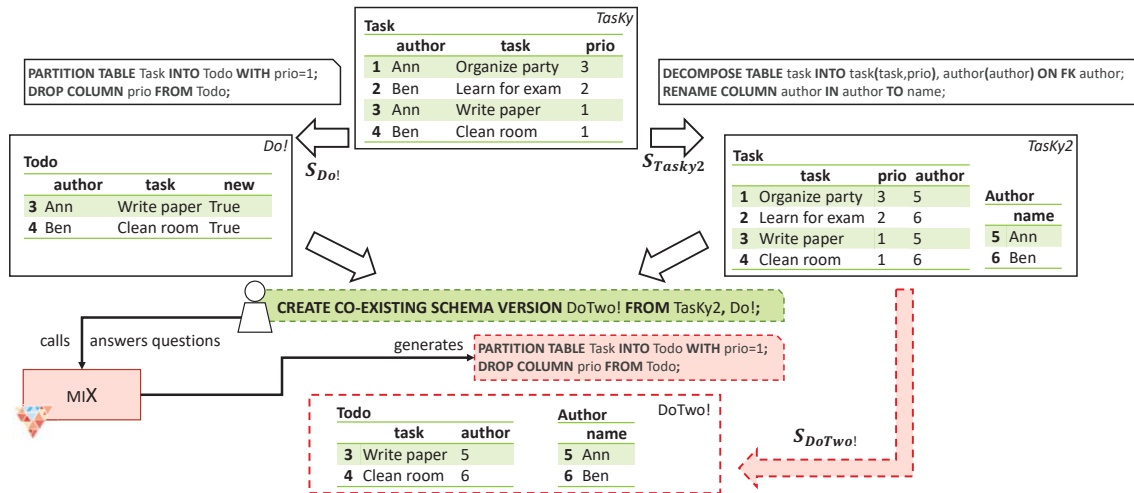 TasKy
Task
author task prio
1 Ann Organize party 3
2 Ben Learn for exam 2
3 Ann Write paper 1
4 Ben Clean room 1
PARTITION TABLE Task INTO Todo WITH prio=1;
DROP COLUMN prio FROM Todo;
DECOMPOSE TABLE task INTO task(task,prio), author(author) ON FK author;
RENAME COLUMN author IN author TO name;
S_Do!
S_Tasky2
Do!
Todo
author task new
3 Ann Write paper True
4 Ben Clean room True
TasKy2
Task
task prio author
1 Organize party 3 5
2 Learn for exam 2 6
3 Write paper 1 5
4 Clean room 1 6
Author
name
5 Ann
6 Ben
CREATE CO-EXISTING SCHEMA VERSION DoTwo! FROM TasKy2, Do!;
calls answers questions
generates
PARTITION TABLE Task INTO Todo WITH prio=1;
DROP COLUMN prio FROM Todo;
MIX
DoTwo!
Todo
task author
3 Write paper 5
4 Clean room 6
Author
name
5 Ann
6 Ben
S_DoTwo!